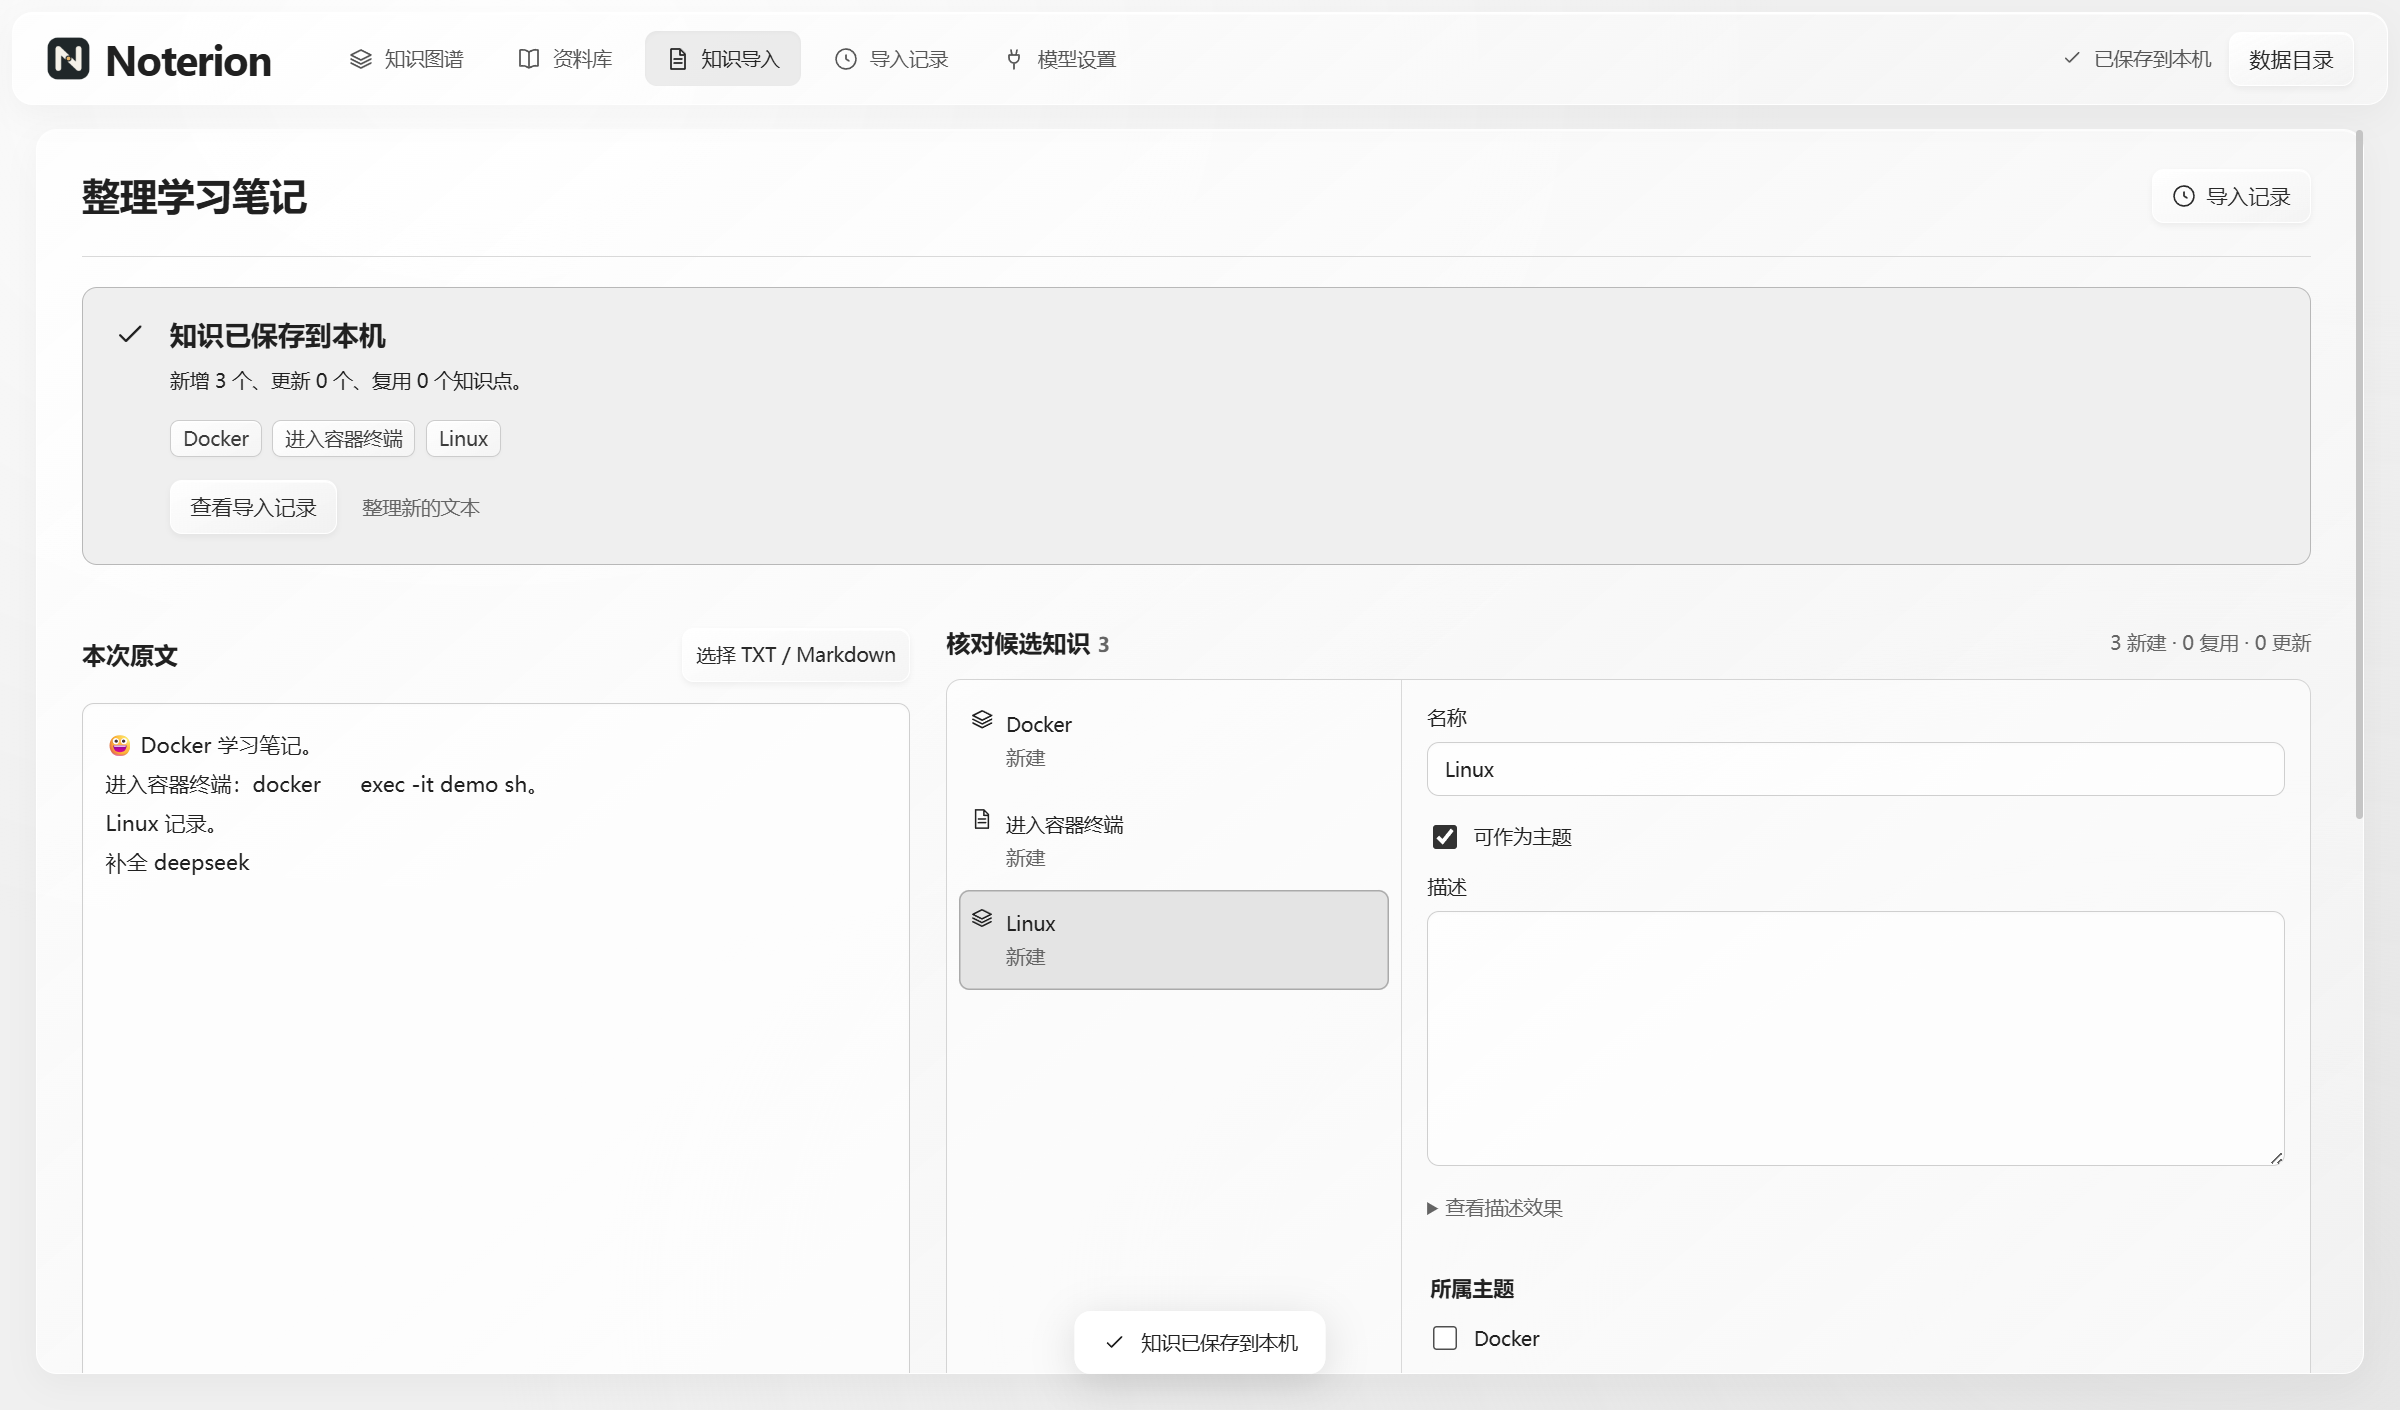 Noterion
知识图谱
资料库
知识导入
导入记录
模型设置
已保存到本机
数据目录
整理学习笔记
导入记录
知识已保存到本机
新增 3 个、更新 0 个、复用 0 个知识点。
Docker
进入容器终端
Linux
查看导入记录
整理新的文本
本次原文
选择 TXT / Markdown
😀 Docker 学习笔记。
进入容器终端：docker      exec -it demo sh。
Linux 记录。
补全 deepseek
核对候选知识 3
3 新建 · 0 复用 · 0 更新
Docker
新建
进入容器终端
新建
Linux
新建
名称
Linux
可作为主题
描述
查看描述效果
所属主题
Docker
知识已保存到本机